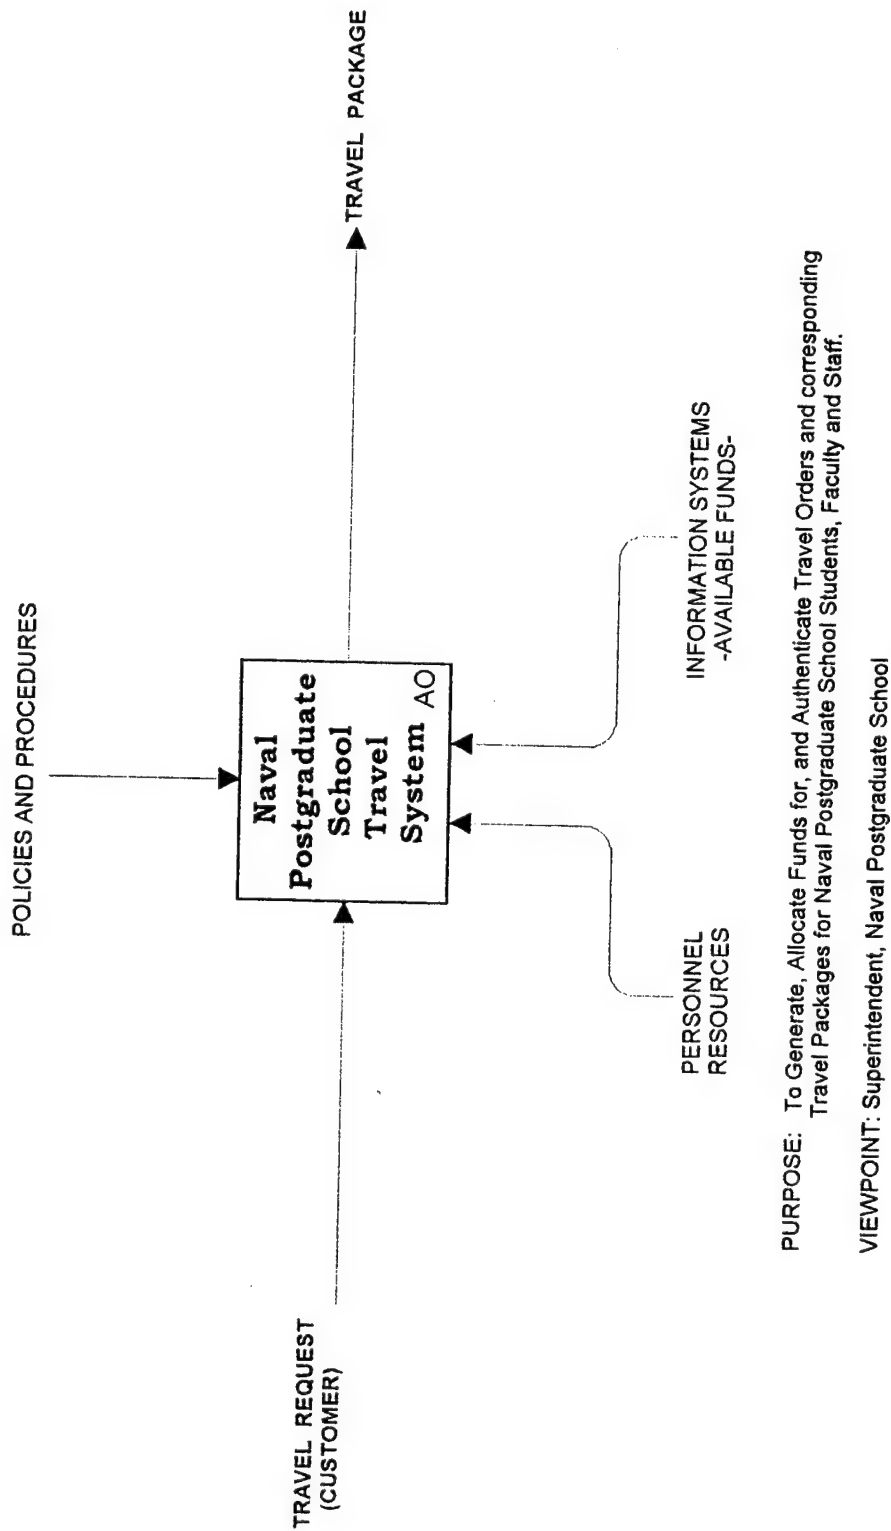 POLICIES AND PROCEDURES
TRAVEL REQUEST
(CUSTOMER)
Naval
Postgraduate
School
Travel
System AO
TRAVEL PACKAGE
PERSONNEL
RESOURCES
INFORMATION SYSTEMS
-AVAILABLE FUNDS-
PURPOSE: To Generate, Allocate Funds for, and Authenticate Travel Orders and corresponding
Travel Packages for Naval Postgraduate School Students, Faculty and Staff.
VIEWPOINT: Superintendent, Naval Postgraduate School